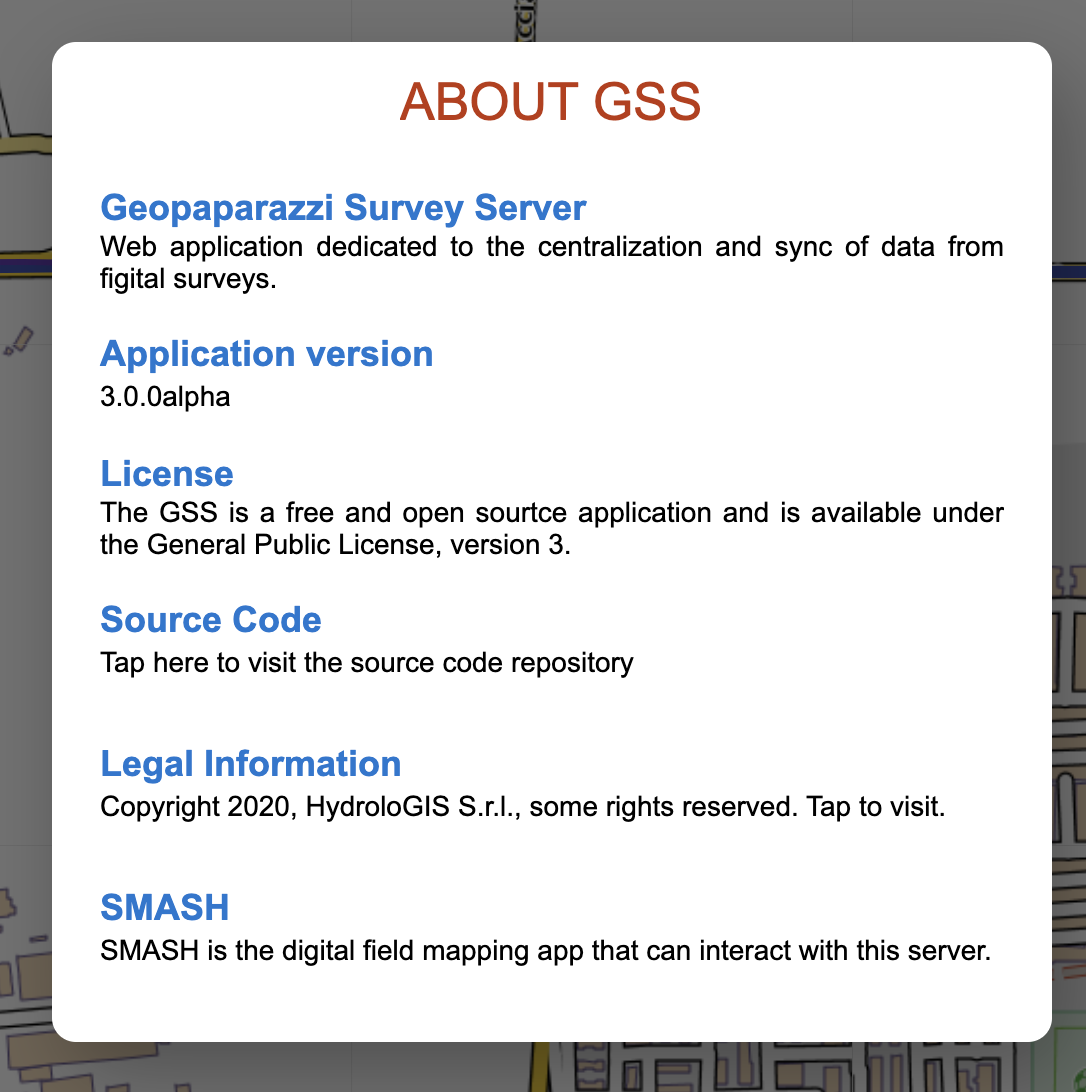 ABOUT GSS
Geopaparazzi Survey Server
Web application dedicated to the centralization and sync of data from
figital surveys.
Application version
3.0.0alpha
License
The GSS is a free and open sourtce application and is available under
the General Public License, version 3.
Source Code
Tap here to visit the source code repository
Legal Information
Copyright 2020, HydroloGIS S.r.l., some rights reserved. Tap to visit.
SMASH
SMASH is the digital field mapping app that can interact with this server.